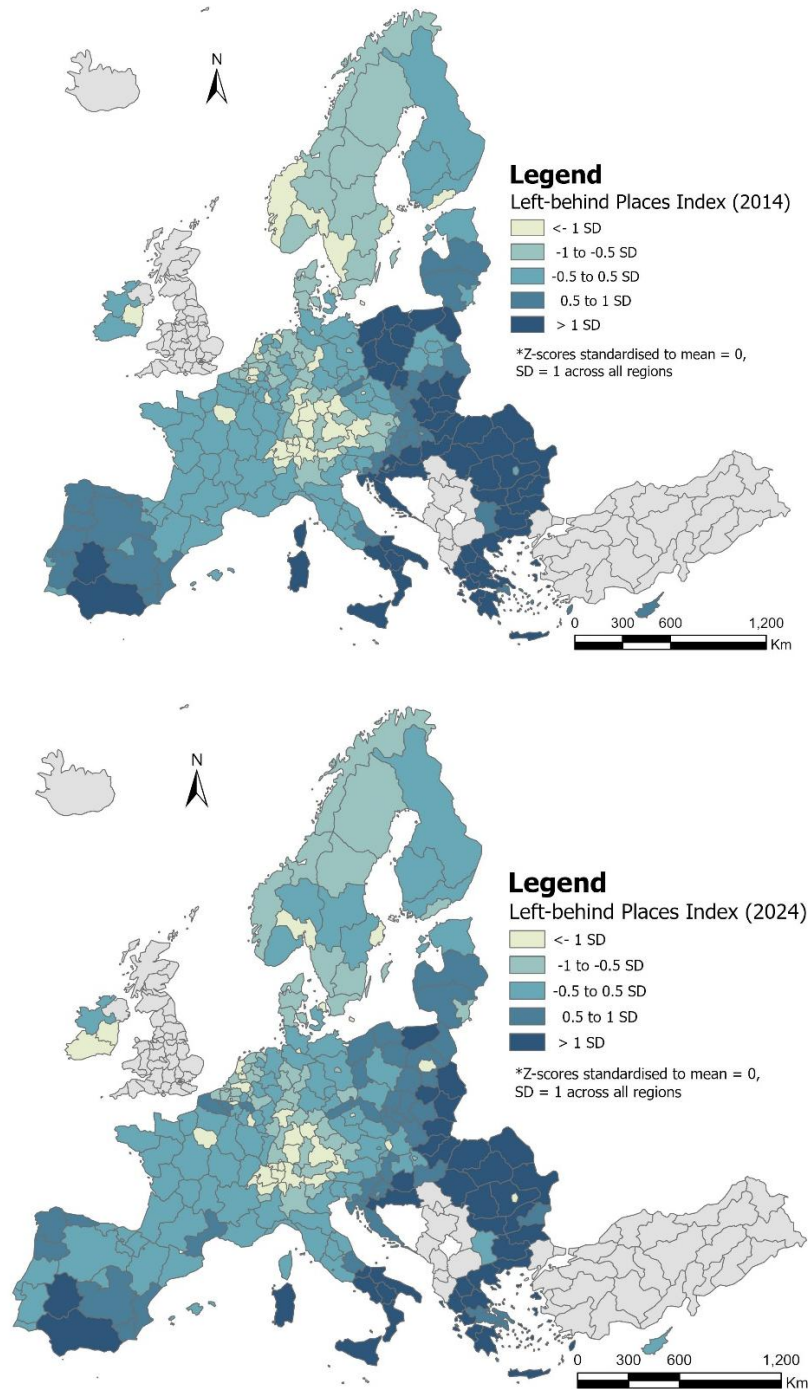 N
Legend
Left-behind Places Index (2014)
<- 1 SD
-1 to -0.5 SD
-0.5 to 0.5 SD
0.5 to 1 SD
> 1 SD
*Z-scores standardised to mean = 0,
SD = 1 across all regions
0 300 600 1,200
Km
N
Legend
Left-behind Places Index (2024)
<- 1 SD
-1 to -0.5 SD
-0.5 to 0.5 SD
0.5 to 1 SD
> 1 SD
*Z-scores standardised to mean = 0,
SD = 1 across all regions
0 300 600 1,200
Km